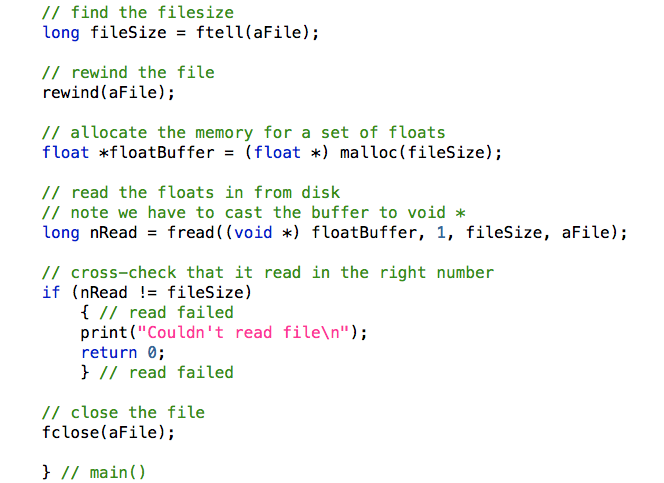 // find the filesize
long fileSize = ftell(aFile);
// rewind the file
rewind(aFile);
// allocate the memory for a set of floats
float *floatBuffer = (float *) malloc(fileSize);
// read the floats in from disk
// note we have to cast the buffer to void *
long nRead = fread((void *) floatBuffer, 1, fileSize, aFile);
// cross-check that it read in the right number
if (nRead != fileSize)
{ // read failed
print("Couldn't read file\n");
return 0;
} // read failed
// close the file
fclose(aFile);
} // main()